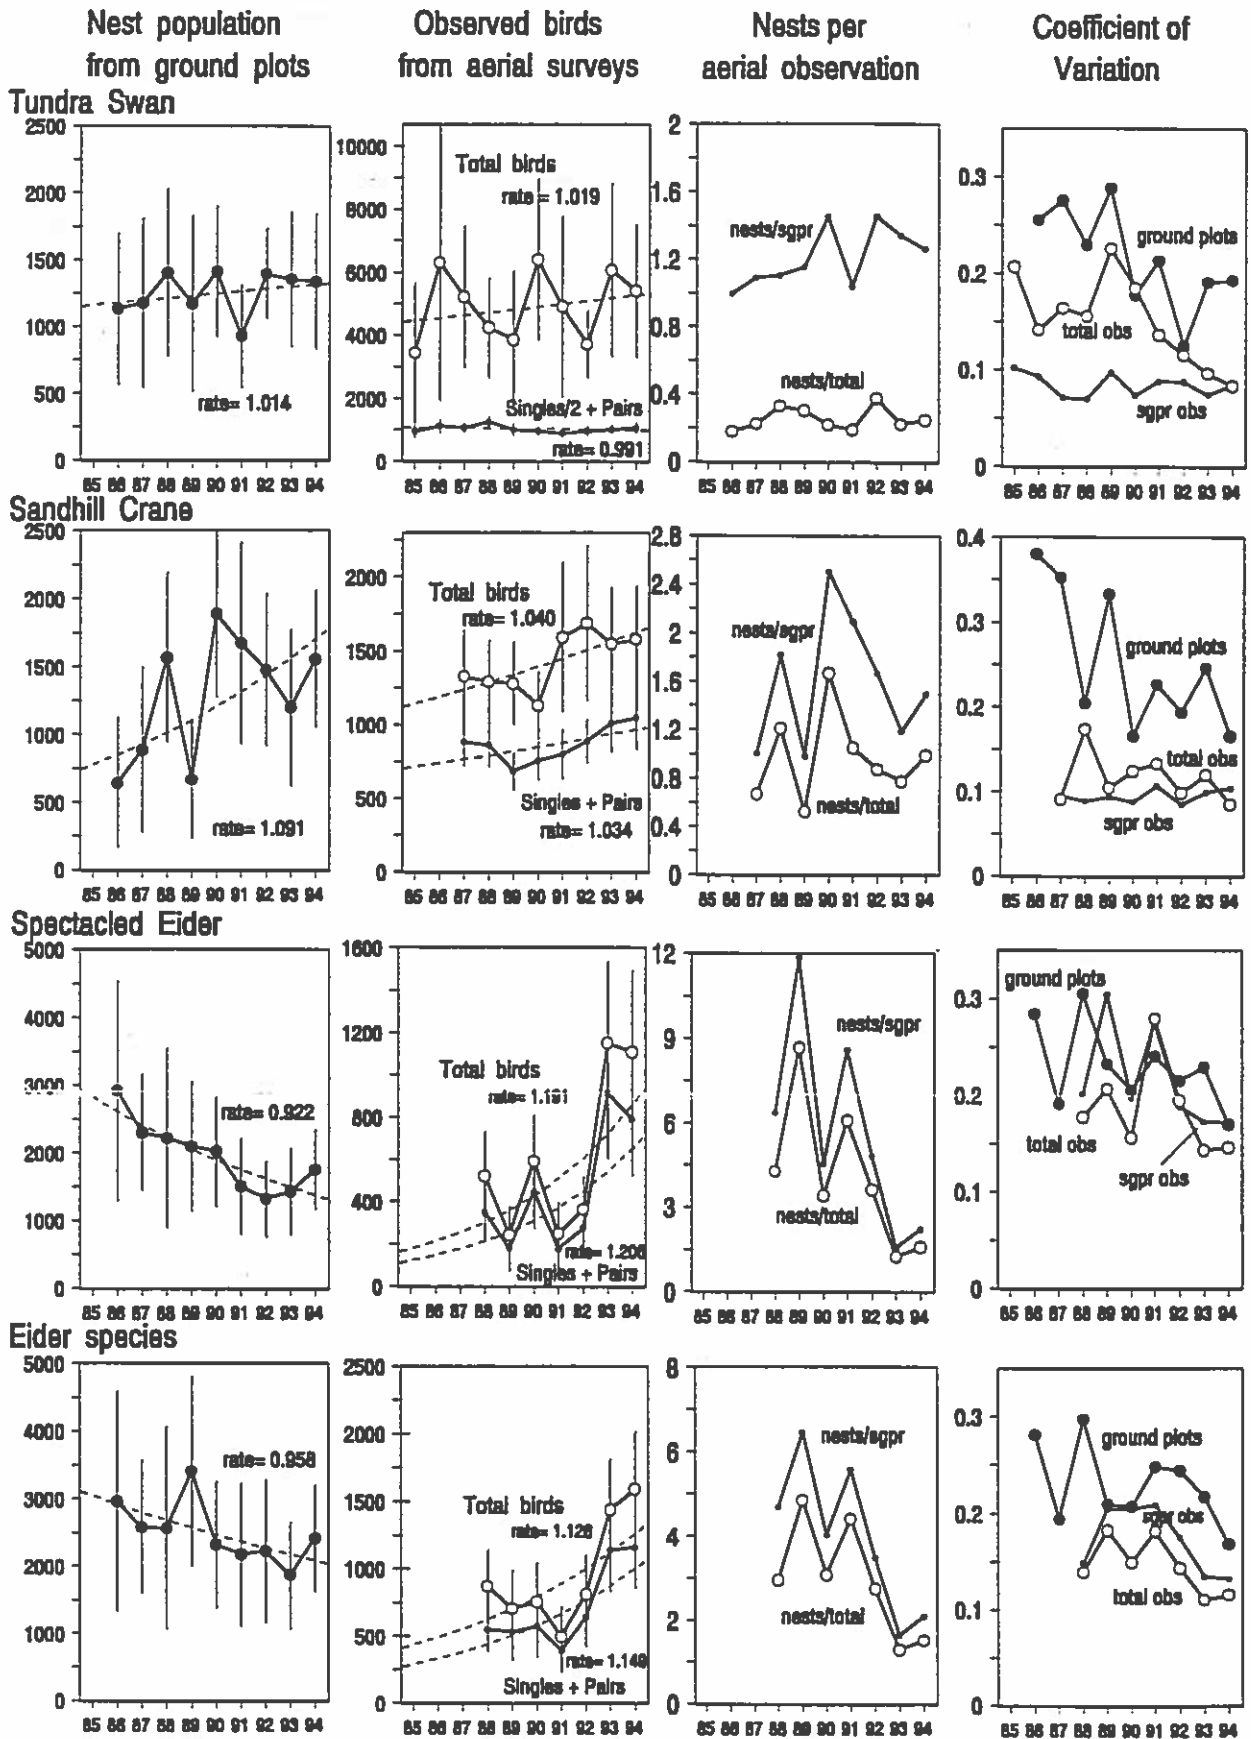 Nest population
from ground plots
Observed birds
from aerial surveys
Nests per
aerial observation
Coefficient of
Variation
Tundra Swan
2500
2000
1500
1000
500
0
rate= 1.014
85 86 87 88 89 90 91 92 93 94
10000
8000
6000
4000
2000
0
Total birds
rate = 1.019
Singles/2 + Pairs
rate= 0.991
85 86 87 88 89 90 91 92 93 94
2
1.6
1.2
0.8
0.4
0
nests/sgpr
nests/total
85 86 87 88 89 90 91 92 93 94
0.3
0.2
0.1
0
ground plots
total obs
sgpr obs
85 86 87 88 89 90 91 92 93 94
Sandhill Crane
2500
2000
1500
1000
500
0
rate= 1.091
85 86 87 88 89 90 91 92 93 94
2000
1500
1000
500
0
Total birds
rate= 1.040
Singles + Pairs
rate= 1.034
85 86 87 88 89 90 91 92 93 94
2.8
2.4
2
1.6
1.2
0.8
0.4
0
nests/sgpr
nests/total
85 86 87 88 89 90 91 92 93 94
0.4
0.3
0.2
0.1
0
ground plots
total obs
sgpr obs
85 86 87 88 89 90 91 92 93 94
Spectacled Eider
5000
4000
3000
2000
1000
0
rate= 0.922
85 86 87 88 89 90 91 92 93 94
1600
1200
800
400
0
Total birds
rate= 1.191
rate= 1.206
Singles + Pairs
85 86 87 88 89 90 91 92 93 94
12
9
6
3
0
nests/sgpr
nests/total
85 86 87 88 89 90 91 92 93 94
0.3
0.2
0.1
0
ground plots
total obs
sgpr obs
85 86 87 88 89 90 91 92 93 94
Eider species
5000
4000
3000
2000
1000
0
rate= 0.958
85 86 87 88 89 90 91 92 93 94
2500
2000
1500
1000
500
0
Total birds
rate= 1.126
rate= 1.149
Singles + Pairs
85 86 87 88 89 90 91 92 93 94
8
6
4
2
0
nests/sgpr
nests/total
85 86 87 88 89 90 91 92 93 94
0.3
0.2
0.1
0
ground plots
sgpr obs
total obs
85 86 87 88 89 90 91 92 93 94